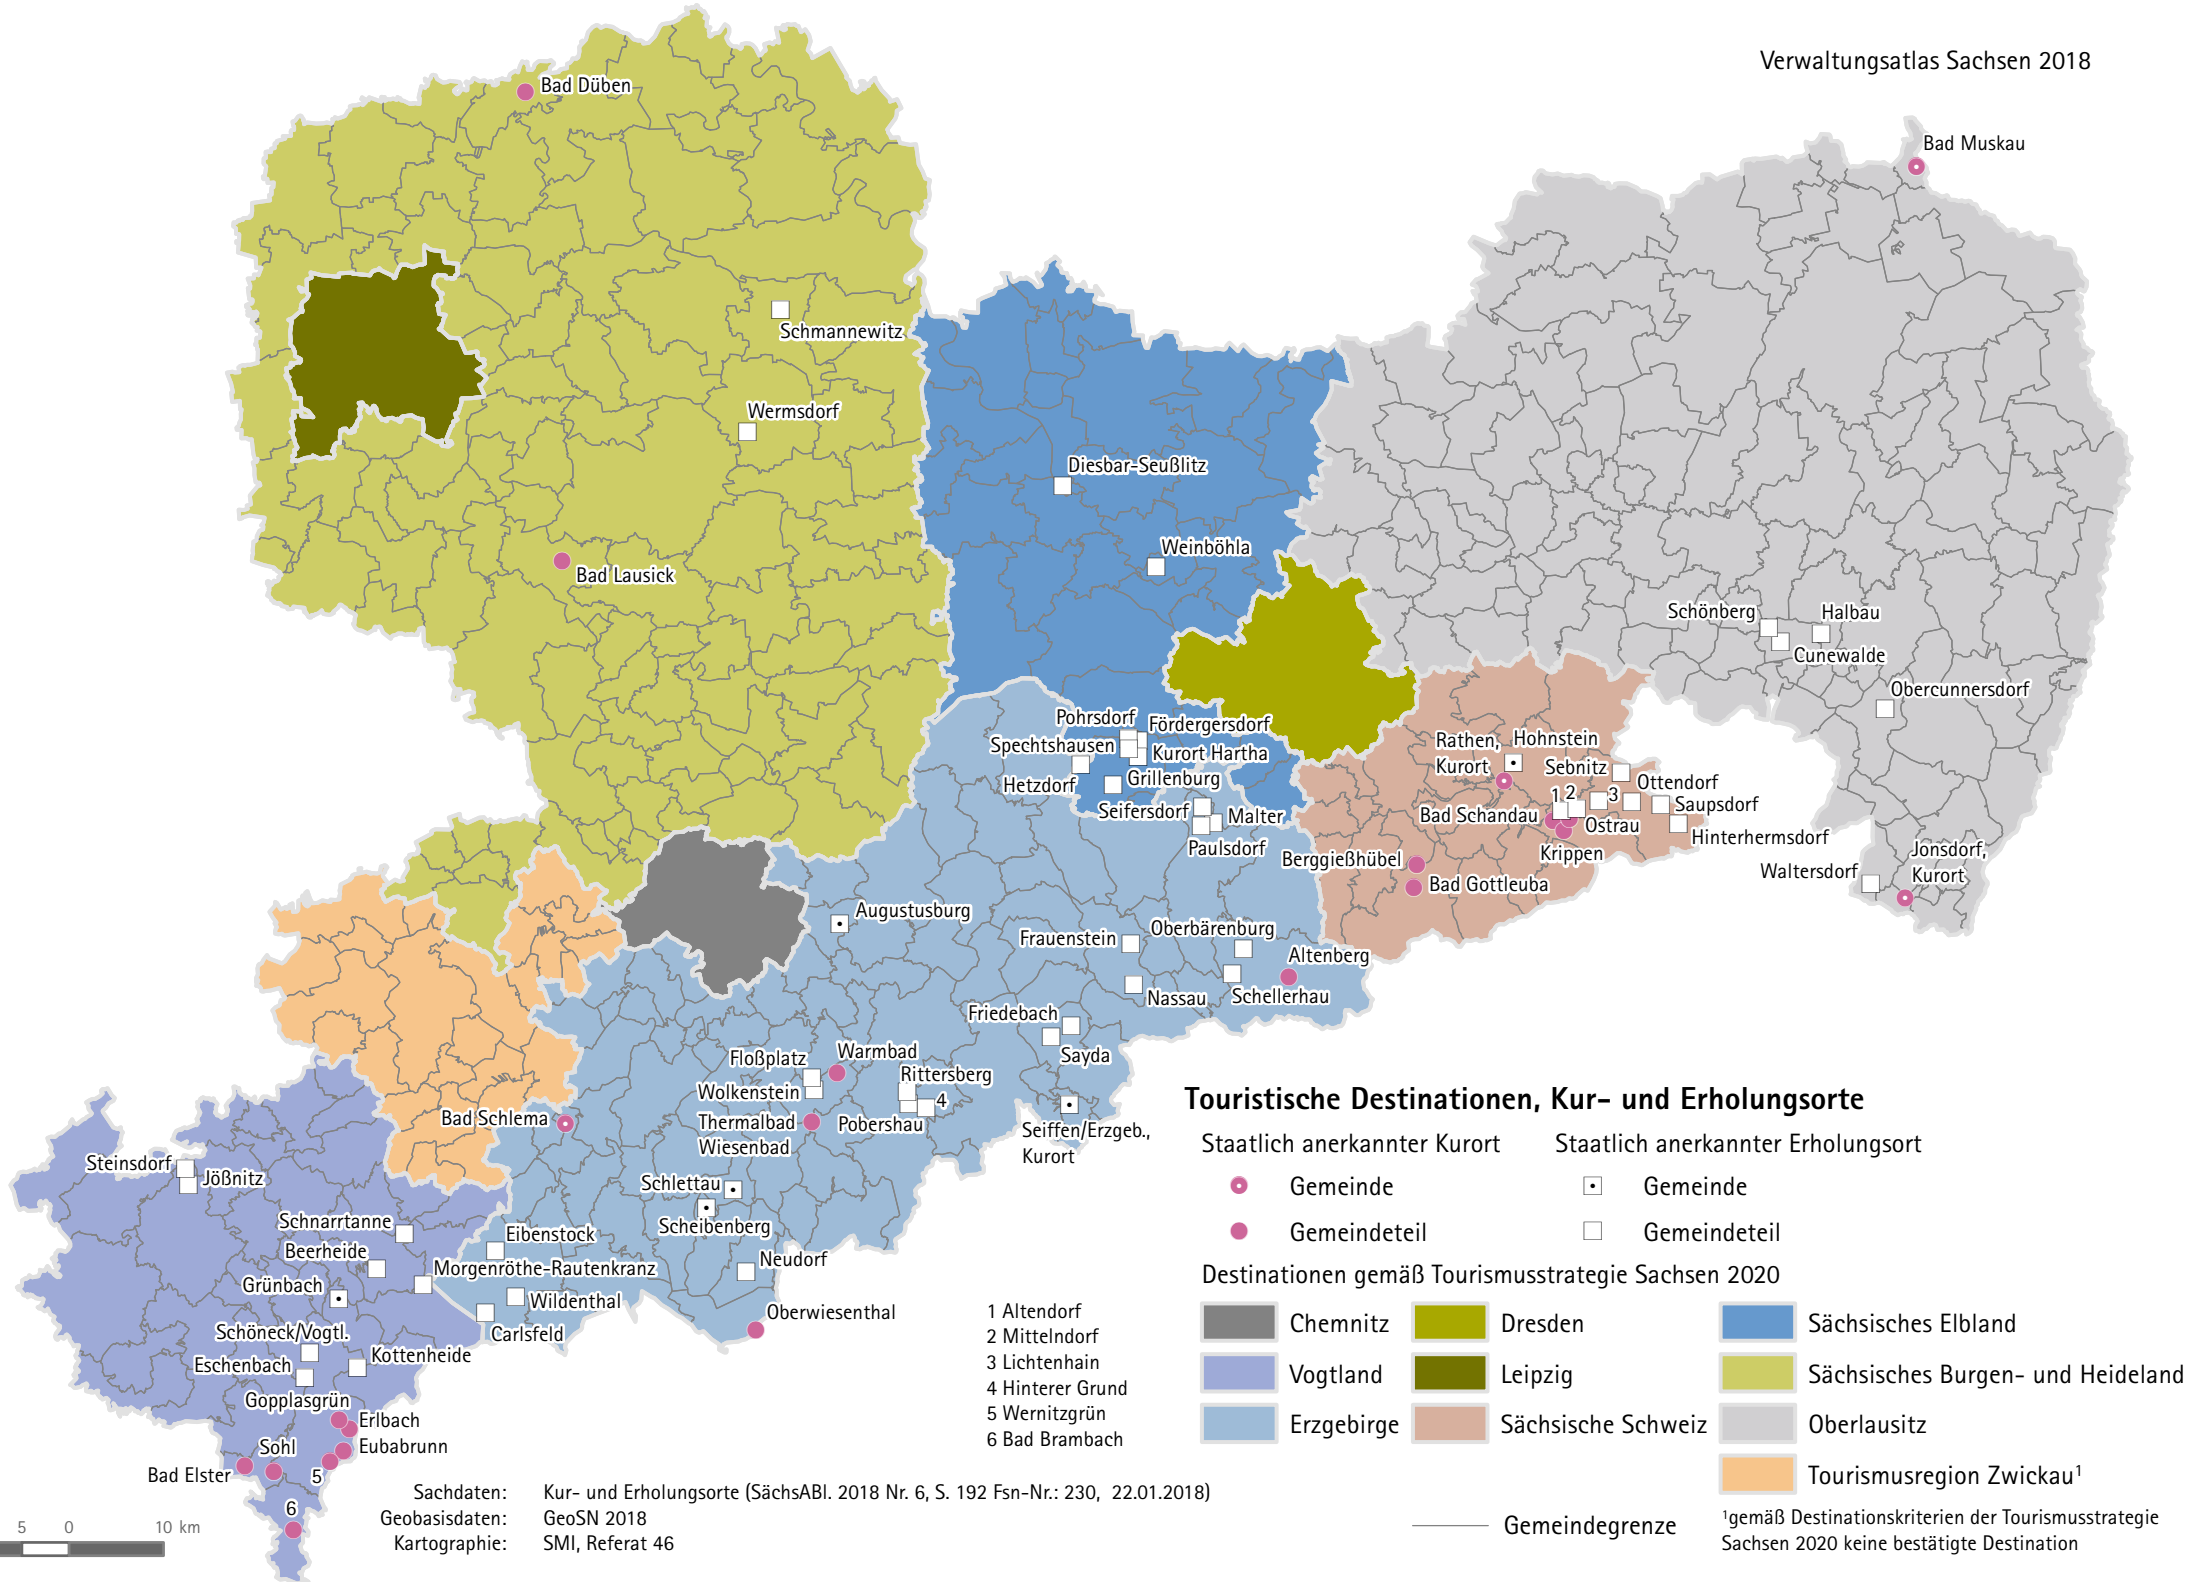 Verwaltungsatlas Sachsen 2018
Bad Düben
Bad Muskau
Schmannewitz
Wermsdorf
Diesbar-Seußlitz
Weinböhla
Bad Lausick
Schönberg
Halbau
Cunewalde
Obercunnersdorf
Pohrsdorf
Fördergersdorf
Spechtshausen
Kurort Hartha
Hetzdorf
Grillenburg
Seifersdorf
Malter
Paulsdorf
Rathen,
Kurort
Hohnstein
Sebnitz
Ottendorf
1
2
3
Saupsdorf
Bad Schandau
Ostrau
Hinterhermsdorf
Krippen
Berggießhübel
Bad Gottleuba
Waltersdorf
Jonsdorf,
Kurort
Augustusburg
Frauenstein
Oberbärenburg
Altenberg
Nassau
Schellerhau
Friedebach
Sayda
Floßplatz
Warmbad
Wolkenstein
Rittersberg
4
Thermalbad
Wiesenbad
Pobershau
Bad Schlema
Seiffen/Erzgeb.,
Kurort
Steinsdorf
Jößnitz
Schlettau
Scheibenberg
Schnarrtanne
Eibenstock
Beerheide
Morgenröthe-Rautenkranz
Neudorf
Grünbach
Wildenthal
Oberwiesenthal
Carlsfeld
Schöneck/Vogtl.
Kottenheide
Eschenbach
Gopplasgrün
Erlbach
Eubabrunn
Sohl
Bad Elster
5
6
1 Altendorf
2 Mittelndorf
3 Lichtenhain
4 Hinterer Grund
5 Wernitzgrün
6 Bad Brambach
Touristische Destinationen, Kur- und Erholungsorte
Staatlich anerkannter Kurort
Staatlich anerkannter Erholungsort
Gemeinde
Gemeinde
Gemeindeteil
Gemeindeteil
Destinationen gemäß Tourismusstrategie Sachsen 2020
Chemnitz
Dresden
Sächsisches Elbland
Vogtland
Leipzig
Sächsisches Burgen- und Heideland
Erzgebirge
Sächsische Schweiz
Oberlausitz
Tourismusregion Zwickau¹
Gemeindegrenze
¹gemäß Destinationskriterien der Tourismusstrategie
Sachsen 2020 keine bestätigte Destination
Sachdaten: Kur- und Erholungsorte (SächsABl. 2018 Nr. 6, S. 192 Fsn-Nr.: 230, 22.01.2018)
Geobasisdaten: GeoSN 2018
Kartographie: SMI, Referat 46
5 0 10 km